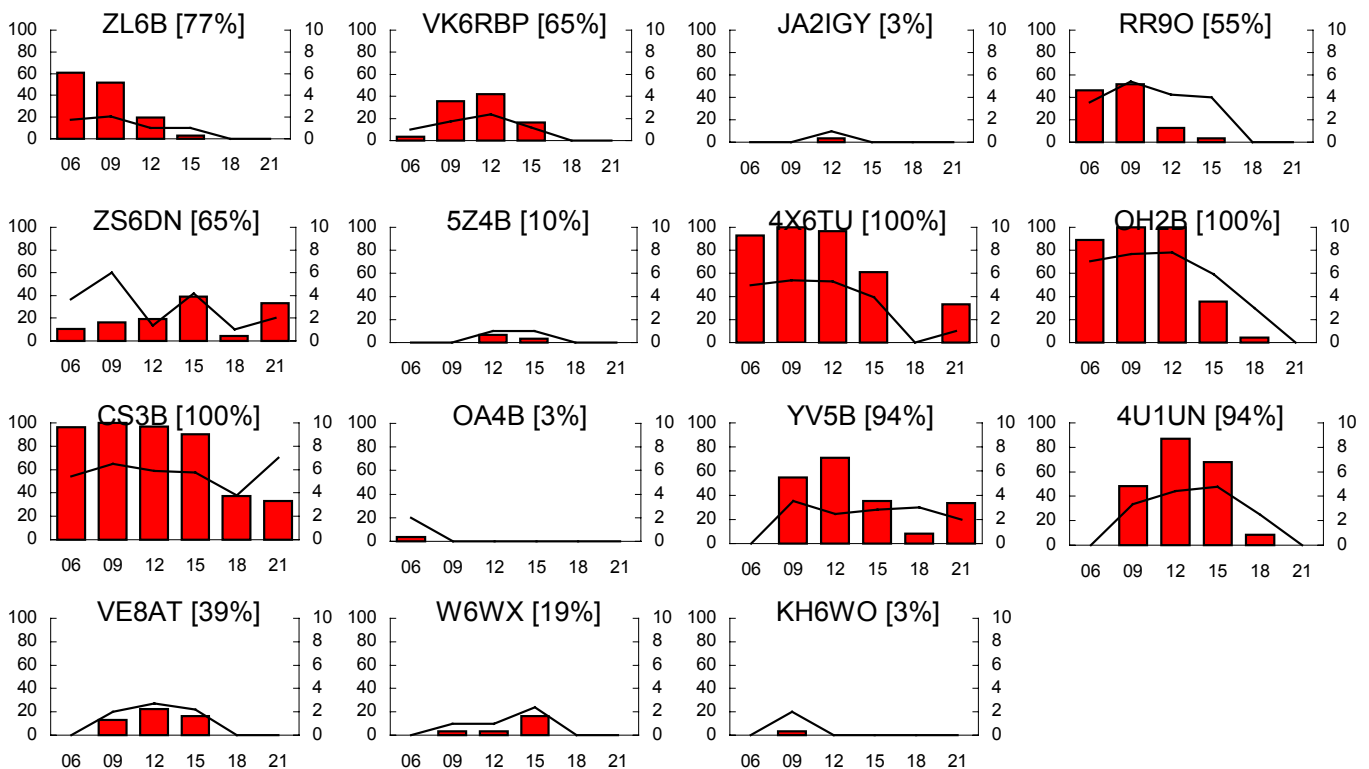 ZL6B [77%]
100 80 60 40 20 0
10 8 6 4 2 0
06 09 12 15 18 21
VK6RBP [65%]
100 80 60 40 20 0
10 8 6 4 2 0
06 09 12 15 18 21
JA2IGY [3%]
100 80 60 40 20 0
10 8 6 4 2 0
06 09 12 15 18 21
RR9O [55%]
100 80 60 40 20 0
10 8 6 4 2 0
06 09 12 15 18 21
ZS6DN [65%]
100 80 60 40 20 0
10 8 6 4 2 0
06 09 12 15 18 21
5Z4B [10%]
100 80 60 40 20 0
10 8 6 4 2 0
06 09 12 15 18 21
4X6TU [100%]
100 80 60 40 20 0
10 8 6 4 2 0
06 09 12 15 18 21
OH2B [100%]
100 80 60 40 20 0
10 8 6 4 2 0
06 09 12 15 18 21
CS3B [100%]
100 80 60 40 20 0
10 8 6 4 2 0
06 09 12 15 18 21
OA4B [3%]
100 80 60 40 20 0
10 8 6 4 2 0
06 09 12 15 18 21
YV5B [94%]
100 80 60 40 20 0
10 8 6 4 2 0
06 09 12 15 18 21
4U1UN [94%]
100 80 60 40 20 0
10 8 6 4 2 0
06 09 12 15 18 21
VE8AT [39%]
100 80 60 40 20 0
10 8 6 4 2 0
06 09 12 15 18 21
W6WX [19%]
100 80 60 40 20 0
10 8 6 4 2 0
06 09 12 15 18 21
KH6WO [3%]
100 80 60 40 20 0
10 8 6 4 2 0
06 09 12 15 18 21